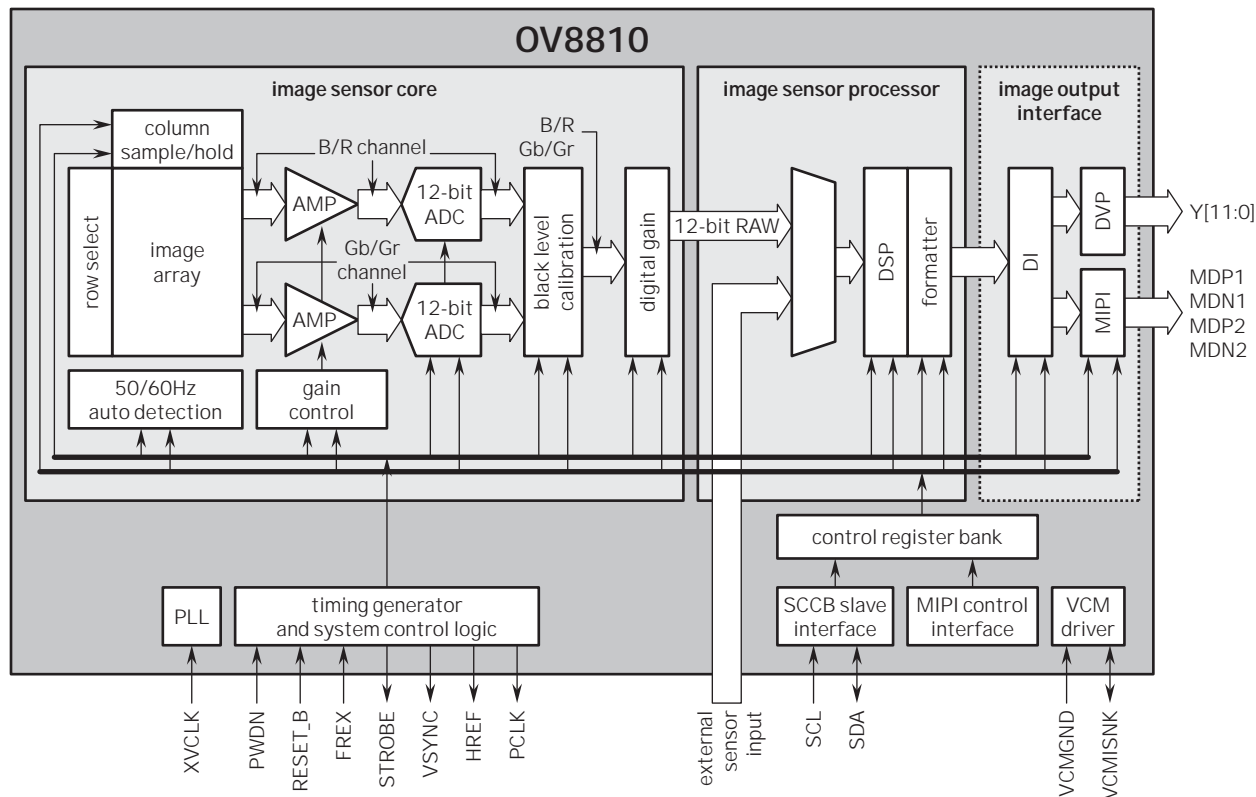 OV8810
image sensor core
image sensor processor
image output
interface
column
sample/hold
B/R channel
B/R
Gb/Gr
row select
image
array
AMP
12-bit
ADC
Gb/Gr
channel
AMP
12-bit
ADC
black level
calibration
digital gain
12-bit RAW
DSP
formatter
DI
DVP
MIPI
Y[11:0]
MDP1
MDN1
MDP2
MDN2
50/60Hz
auto detection
gain
control
control register bank
PLL
timing generator
and system control logic
SCCB slave
interface
MIPI control
interface
VCM
driver
XVCLK
PWDN
RESET_B
FREX
STROBE
VSYNC
HREF
PCLK
external
sensor
input
SCL
SDA
VCMGND
VCMISNK